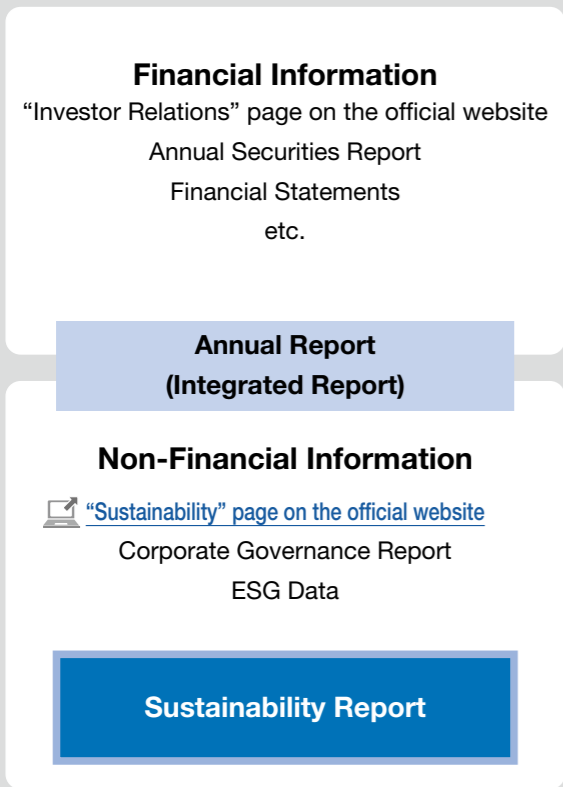 Financial Information
“Investor Relations” page on the official website
Annual Securities Report
Financial Statements
etc.
Annual Report
(Integrated Report)
Non-Financial Information
“Sustainability” page on the official website
Corporate Governance Report
ESG Data
Sustainability Report